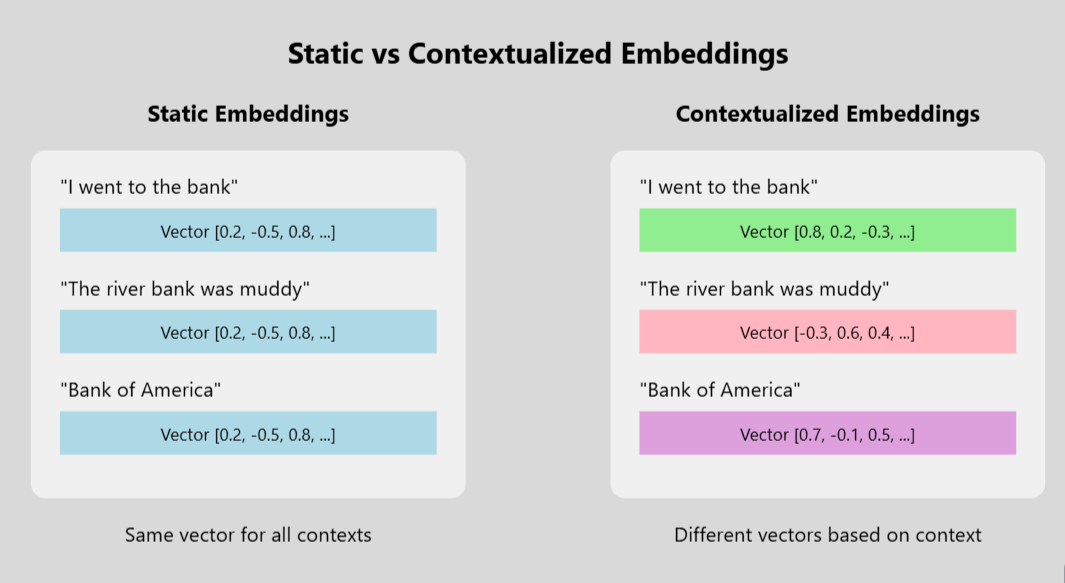 Static vs Contextualized Embeddings
Static Embeddings
"I went to the bank"
Vector [0.2, -0.5, 0.8, ...]
"The river bank was muddy"
Vector [0.2, -0.5, 0.8, ...]
"Bank of America"
Vector [0.2, -0.5, 0.8, ...]
Same vector for all contexts
Contextualized Embeddings
"I went to the bank"
Vector [0.8, 0.2, -0.3, ...]
"The river bank was muddy"
Vector [-0.3, 0.6, 0.4, ...]
"Bank of America"
Vector [0.7, -0.1, 0.5, ...]
Different vectors based on context